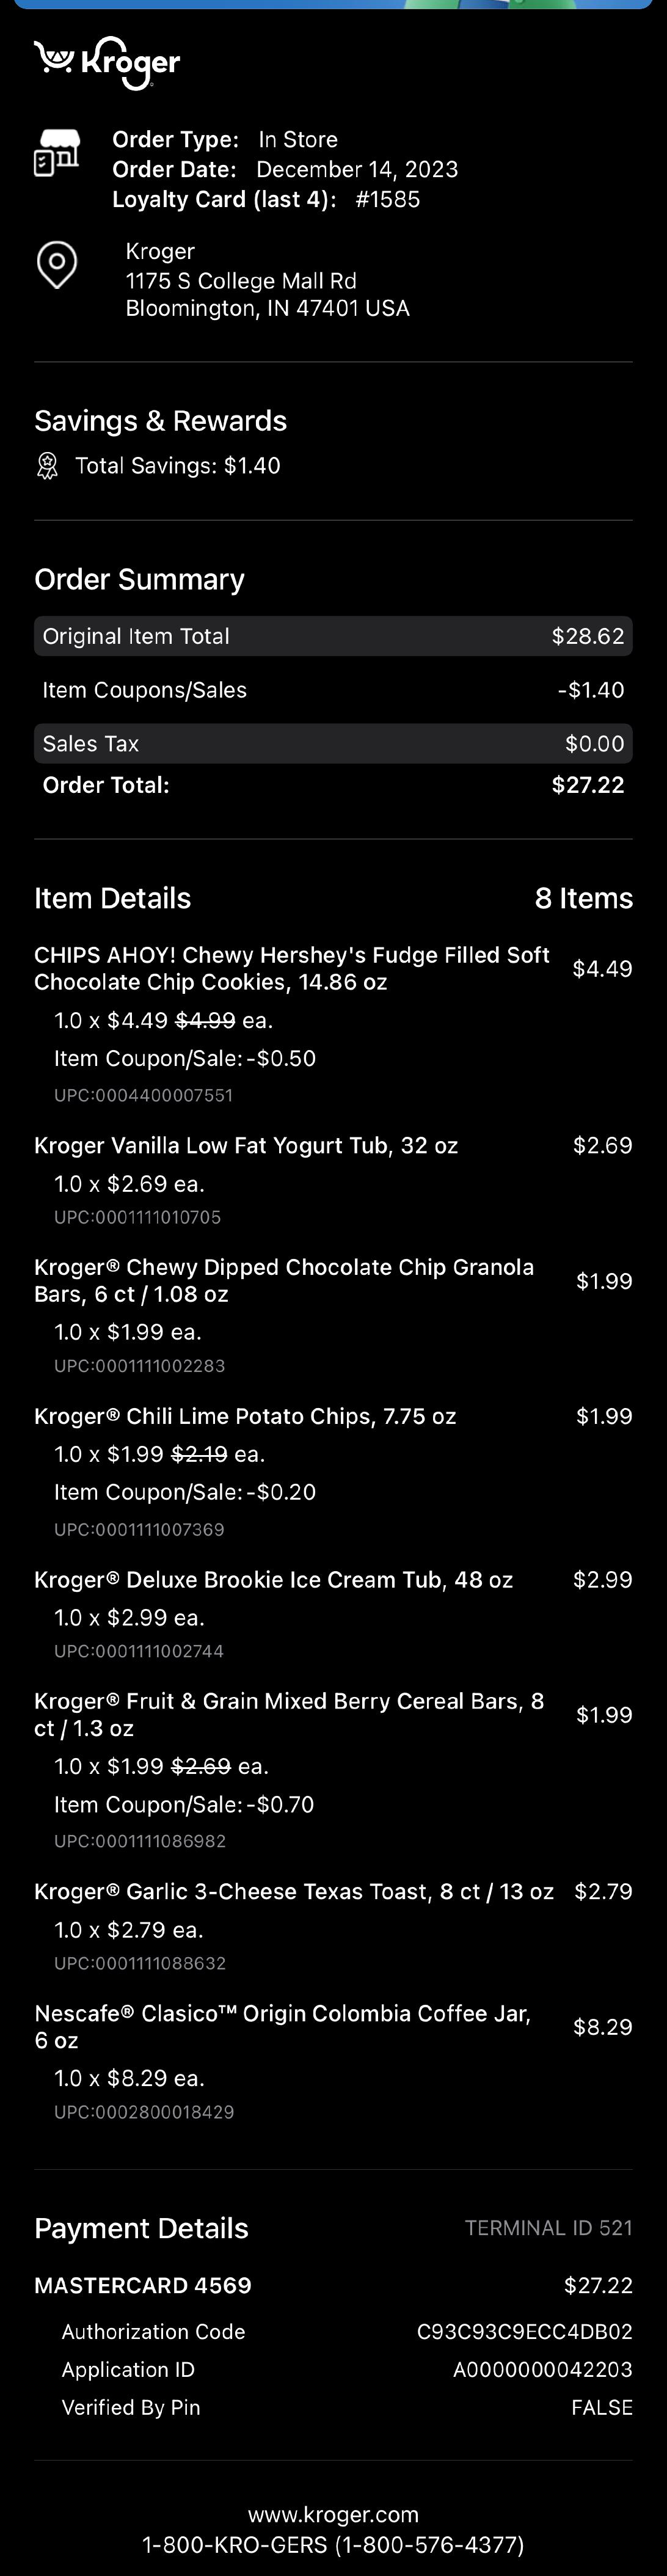 Kroger
Order Type: In Store
Order Date: December 14, 2023
Loyalty Card (last 4): #1585
Kroger
1175 S College Mall Rd
Bloomington, IN 47401 USA
Savings & Rewards
Total Savings: $1.40
Order Summary
Original Item Total $28.62
Item Coupons/Sales -$1.40
Sales Tax $0.00
Order Total: $27.22
Item Details 8 Items
CHIPS AHOY! Chewy Hershey's Fudge Filled Soft
Chocolate Chip Cookies, 14.86 oz $4.49
1.0 x $4.49 $4.99 ea.
Item Coupon/Sale: -$0.50
UPC:0004400007551
Kroger Vanilla Low Fat Yogurt Tub, 32 oz $2.69
1.0 x $2.69 ea.
UPC:0001111010705
Kroger® Chewy Dipped Chocolate Chip Granola
Bars, 6 ct / 1.08 oz $1.99
1.0 x $1.99 ea.
UPC:0001111002283
Kroger® Chili Lime Potato Chips, 7.75 oz $1.99
1.0 x $1.99 $2.19 ea.
Item Coupon/Sale: -$0.20
UPC:0001111007369
Kroger® Deluxe Brookie Ice Cream Tub, 48 oz $2.99
1.0 x $2.99 ea.
UPC:0001111002744
Kroger® Fruit & Grain Mixed Berry Cereal Bars, 8
ct / 1.3 oz $1.99
1.0 x $1.99 $2.69 ea.
Item Coupon/Sale: -$0.70
UPC:0001111086982
Kroger® Garlic 3-Cheese Texas Toast, 8 ct / 13 oz $2.79
1.0 x $2.79 ea.
UPC:0001111088632
Nescafe® Clasico™ Origin Colombia Coffee Jar,
6 oz $8.29
1.0 x $8.29 ea.
UPC:0002800018429
Payment Details TERMINAL ID 521
MASTERCARD 4569 $27.22
Authorization Code C93C93C9ECC4DB02
Application ID A0000000042203
Verified By Pin FALSE
www.kroger.com
1-800-KRO-GERS (1-800-576-4377)